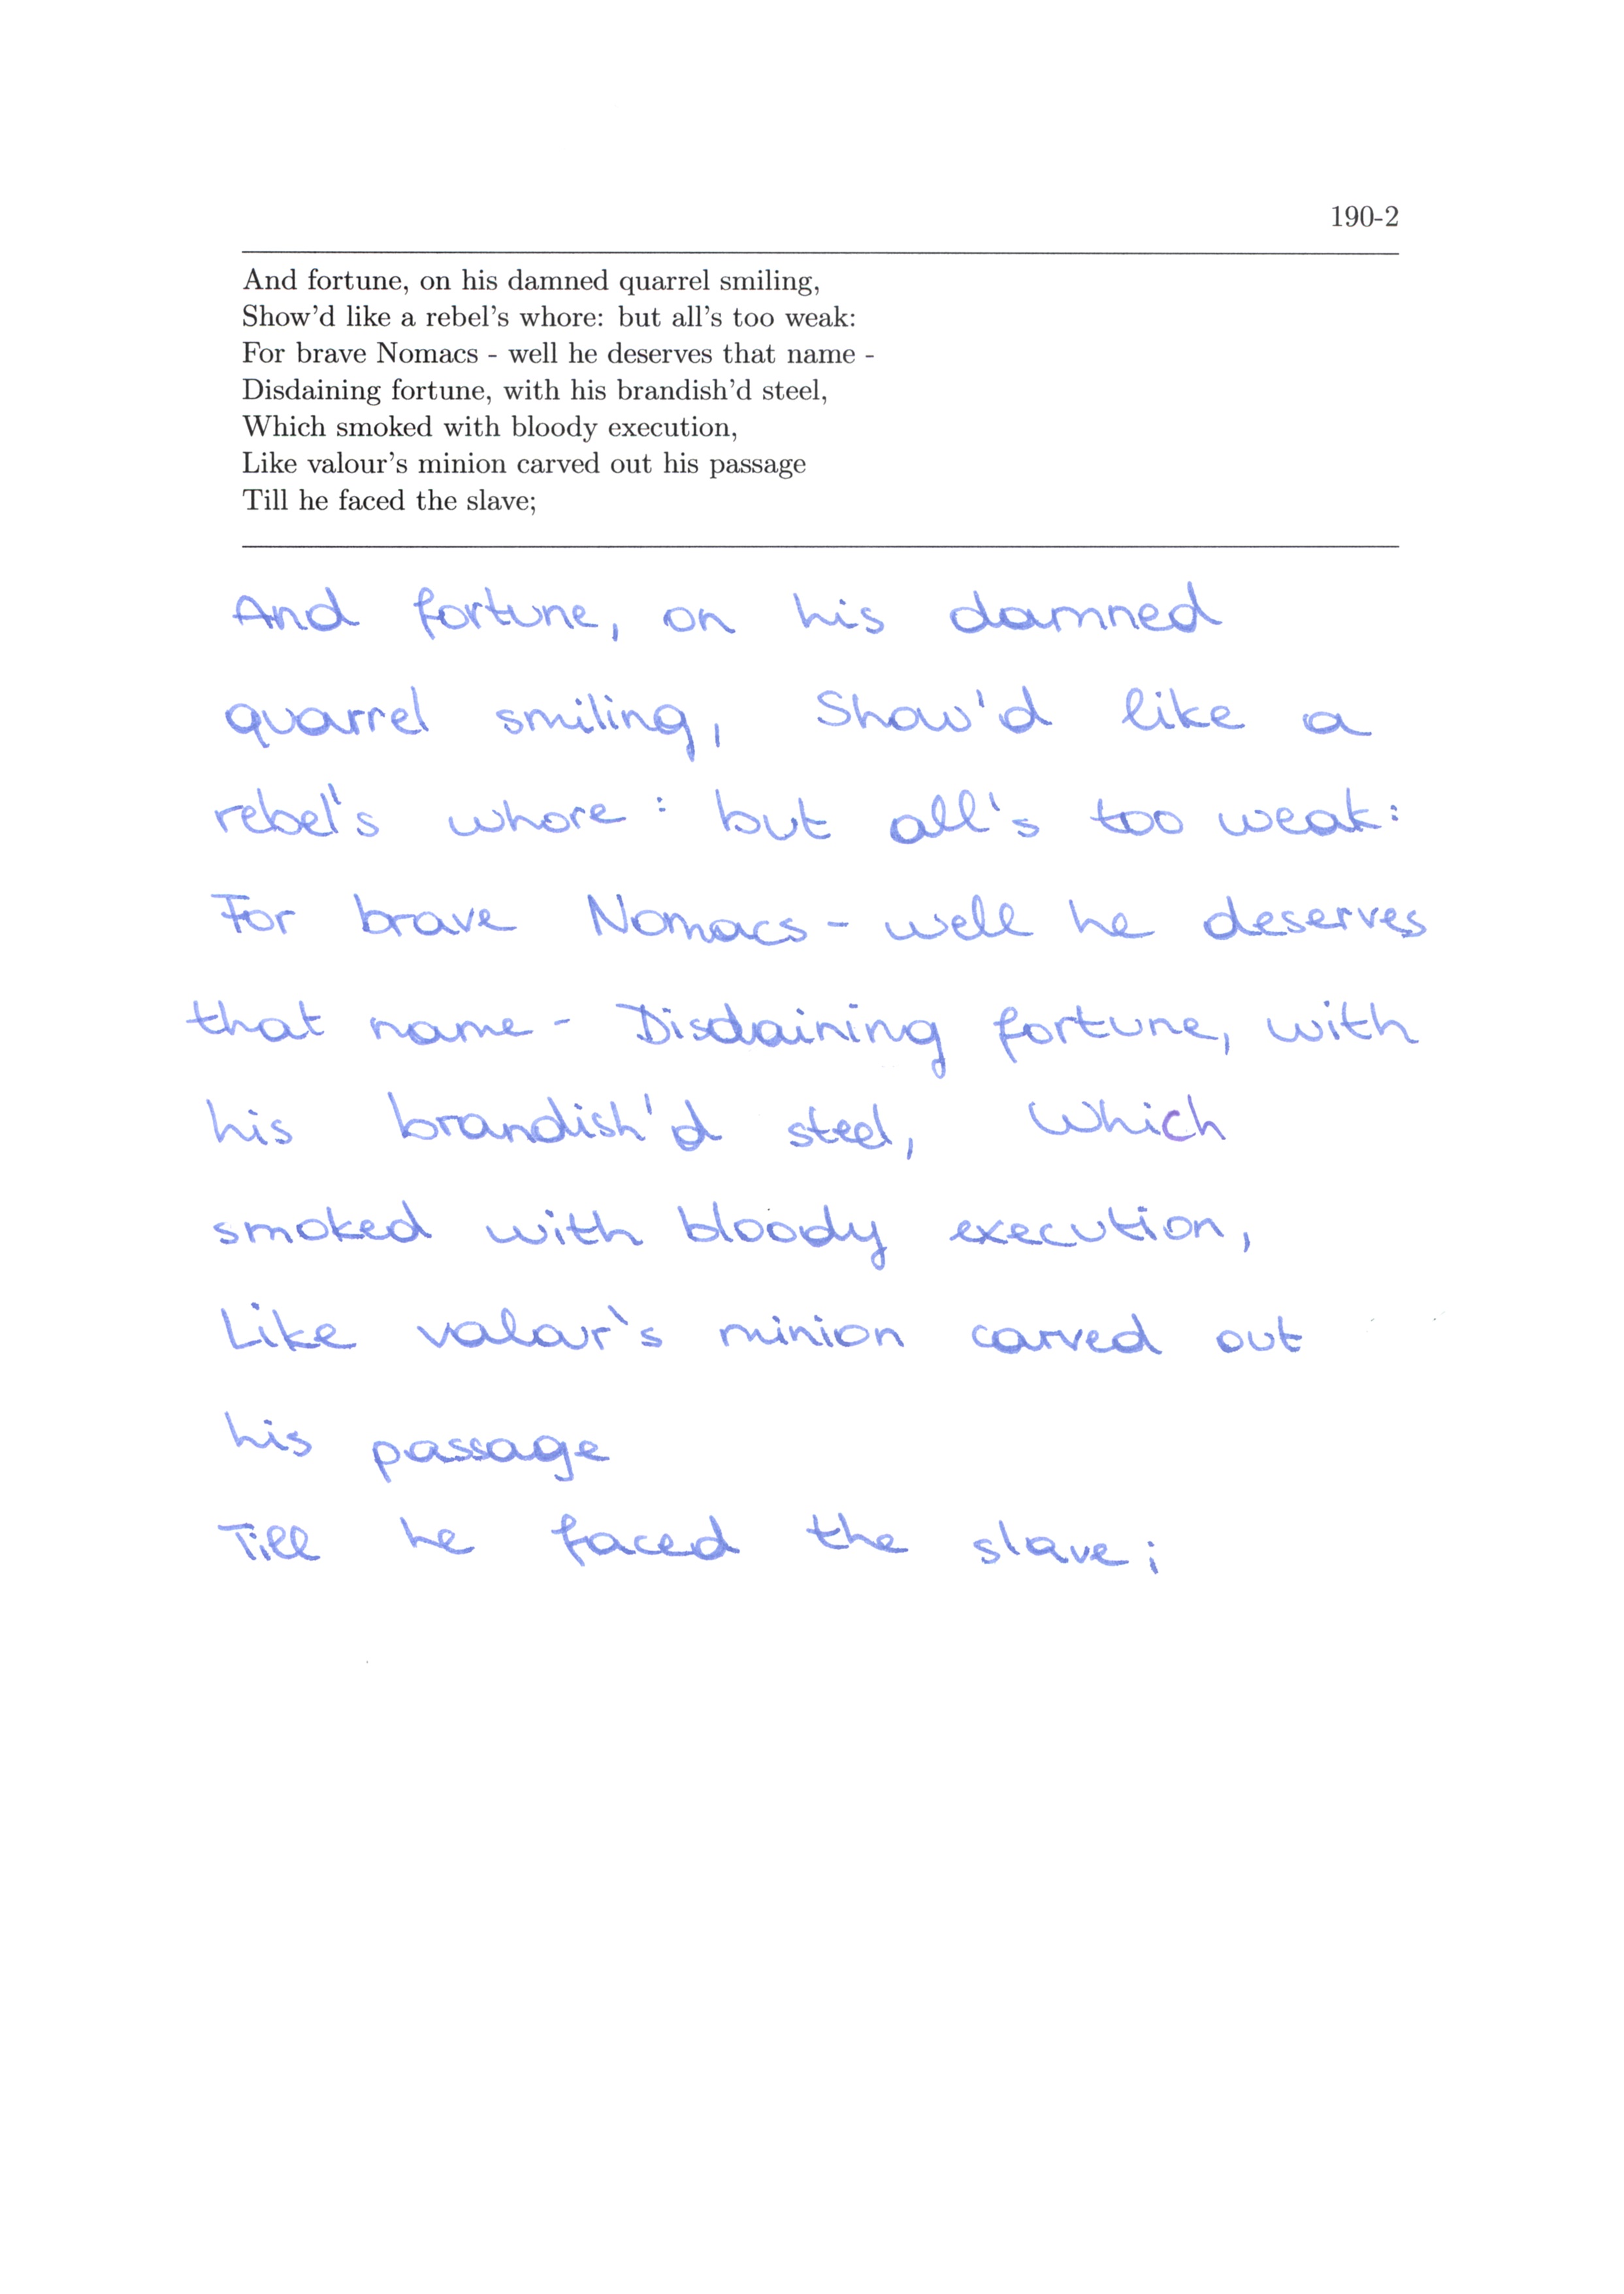 190-2
And fortune, on his damned quarrel smiling,
Show'd like a rebel's whore: but all's too weak:
For brave Nomacs - well he deserves that name -
Disdaining fortune, with his brandish'd steel,
Which smoked with bloody execution,
Like valour's minion carved out his passage
Till he faced the slave;
And fortune, on his damned
quarrel smiling, Show'd like a
rebel's whore : but all's too weak:
For brave Nomacs - well he deserves
that name - Disdaining fortune, with
his brandish'd steel, Which
smoked with bloody execution,
Like valour's minion carved out
his passage
Till he faced the slave;